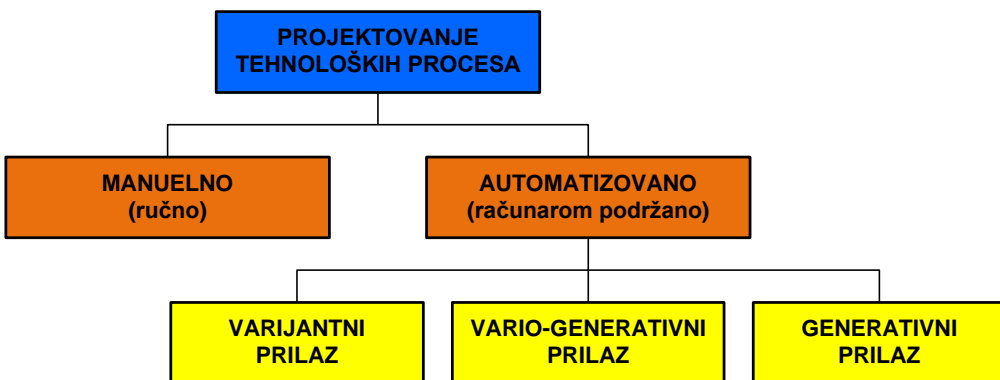 PROJEKTOVANJE
TEHNOLOŠKIH PROCESA
MANUELNO
(ručno)
AUTOMATIZOVANO
(računarom podržano)
VARIJANTNI
PRILAZ
VARIO-GENERATIVNI
PRILAZ
GENERATIVNI
PRILAZ